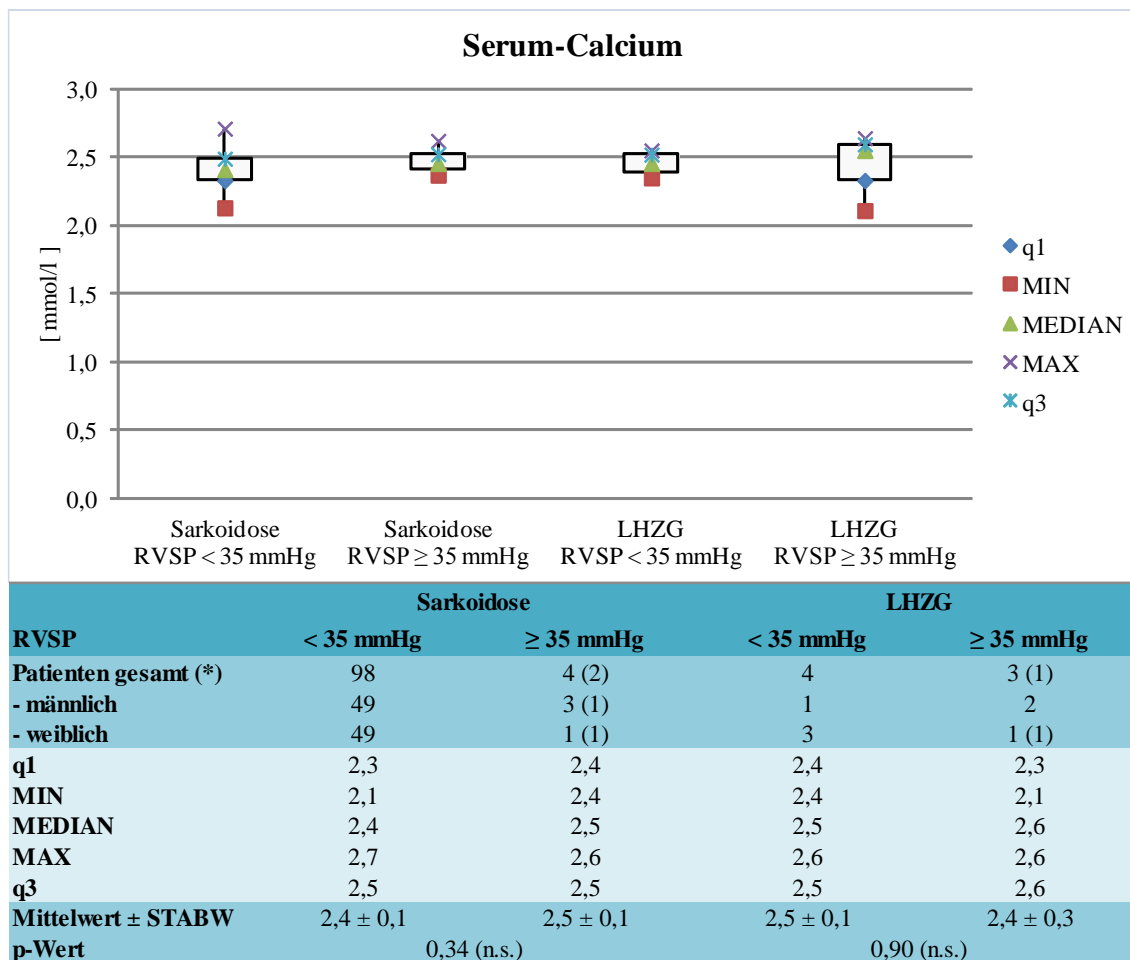 Serum-Calcium
3,0
2,5
2,0
1,5
1,0
0,5
0,0
[ mmol/l ]
Sarkoidose
RVSP < 35 mmHg
Sarkoidose
RVSP ≥ 35 mmHg
LHZG
RVSP < 35 mmHg
LHZG
RVSP ≥ 35 mmHg
q1
MIN
MEDIAN
MAX
q3
Sarkoidose LHZG
RVSP < 35 mmHg ≥ 35 mmHg < 35 mmHg ≥ 35 mmHg
Patienten gesamt (*) 98 4 (2) 4 3 (1)
- männlich 49 3 (1) 1 2
- weiblich 49 1 (1) 3 1 (1)
q1 2,3 2,4 2,4 2,3
MIN 2,1 2,4 2,4 2,1
MEDIAN 2,4 2,5 2,5 2,6
MAX 2,7 2,6 2,6 2,6
q3 2,5 2,5 2,5 2,6
Mittelwert ± STABW 2,4 ± 0,1 2,5 ± 0,1 2,5 ± 0,1 2,4 ± 0,3
p-Wert 0,34 (n.s.) 0,90 (n.s.)